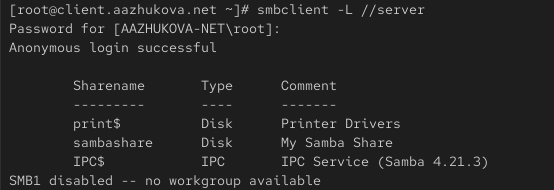 [root@client.aazhukova.net ~]# smbclient -L //server
Password for [AAZHUKOVA-NET\root]:
Anonymous login successful
Sharename Type Comment
--------- ---- -------
print$ Disk Printer Drivers
sambashare Disk My Samba Share
IPC$ IPC IPC Service (Samba 4.21.3)
SMB1 disabled -- no workgroup available